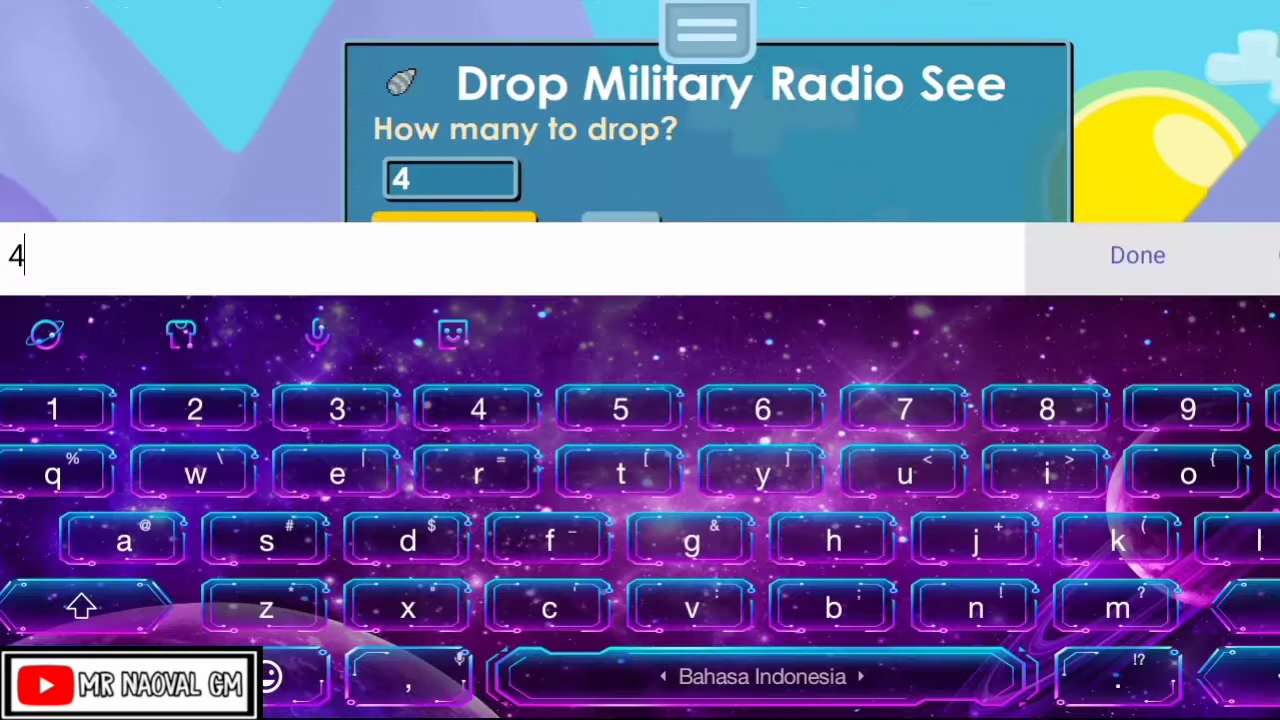 Drop Military Radio See
How many to drop?
4
4
Done
1 2 3 4 5 6 7 8 9
q % w \ e | r = t [ y ] u < i > o {
a @ s # d $ f _ g & h - j + k ( l
z * x " c ' v : b ; n ! m ?
, Bahasa Indonesia . !?
MR NAOVAL GM